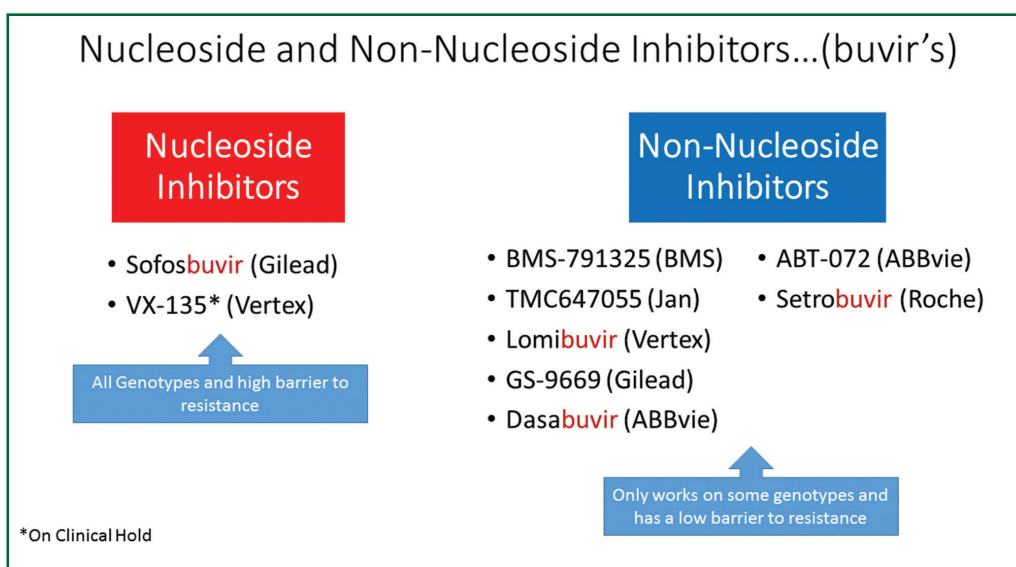 Nucleoside and Non-Nucleoside Inhibitors...(buvir's)
Nucleoside
Inhibitors
• Sofosbuvir (Gilead)
• VX-135* (Vertex)
All Genotypes and high barrier to
resistance
Non-Nucleoside
Inhibitors
• BMS-791325 (BMS)
• TMC647055 (Jan)
• Lomibuvir (Vertex)
• GS-9669 (Gilead)
• Dasabuvir (ABBvie)
• ABT-072 (ABBvie)
• Setrobuvir (Roche)
Only works on some genotypes and
has a low barrier to resistance
*On Clinical Hold